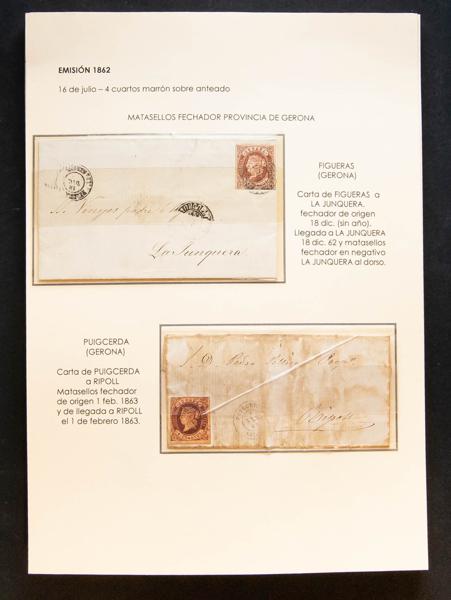 EMISIÓN 1862
16 de julio – 4 cuartos marrón sobre anteado
MATASELLOS FECHADOR PROVINCIA DE GERONA
FIGUERAS
(GERONA)
Carta de FIGUERAS a
LA JUNQUERA.
fechador de origen
18 dic. (sin año).
Llegada a LA JUNQUERA
18 dic. 62 y matasellos
fechador en negativo
LA JUNQUERA al dorso.
La Junquera
PUIGCERDA
(GERONA)
Carta de PUIGCERDA
a RIPOLL
Matasellos fechador
de origen 1 feb. 1863
y de llegada a RIPOLL
el 1 de febrero 1863.
Ripoll